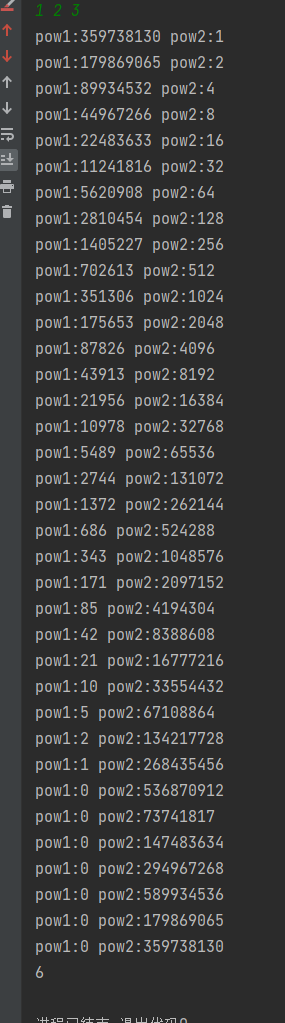 1 2 3
pow1:359738130 pow2:1
pow1:179869065 pow2:2
pow1:89934532 pow2:4
pow1:44967266 pow2:8
pow1:22483633 pow2:16
pow1:11241816 pow2:32
pow1:5620908 pow2:64
pow1:2810454 pow2:128
pow1:1405227 pow2:256
pow1:702613 pow2:512
pow1:351306 pow2:1024
pow1:175653 pow2:2048
pow1:87826 pow2:4096
pow1:43913 pow2:8192
pow1:21956 pow2:16384
pow1:10978 pow2:32768
pow1:5489 pow2:65536
pow1:2744 pow2:131072
pow1:1372 pow2:262144
pow1:686 pow2:524288
pow1:343 pow2:1048576
pow1:171 pow2:2097152
pow1:85 pow2:4194304
pow1:42 pow2:8388608
pow1:21 pow2:16777216
pow1:10 pow2:33554432
pow1:5 pow2:67108864
pow1:2 pow2:134217728
pow1:1 pow2:268435456
pow1:0 pow2:536870912
pow1:0 pow2:73741817
pow1:0 pow2:147483634
pow1:0 pow2:294967268
pow1:0 pow2:589934536
pow1:0 pow2:179869065
pow1:0 pow2:359738130
6